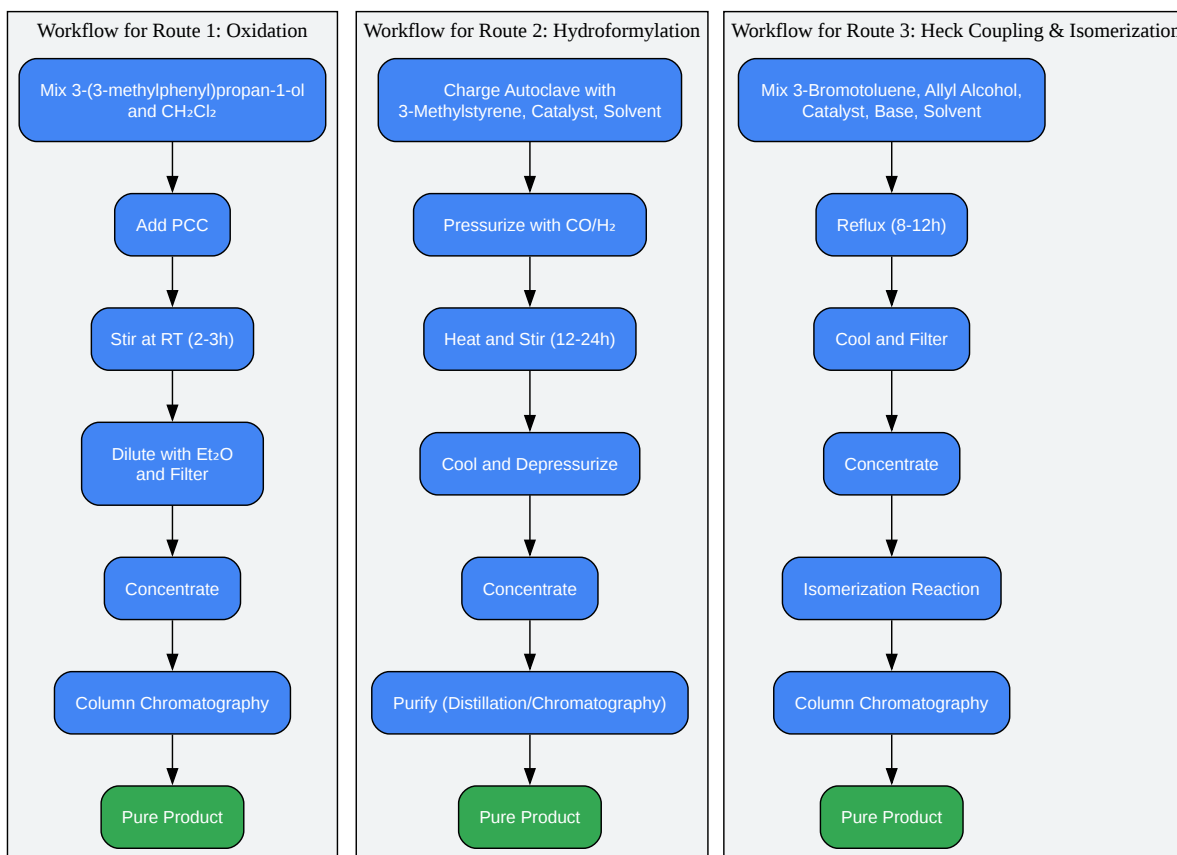 Workflow for Route 1: Oxidation
Mix 3-(3-methylphenyl)propan-1-ol
and CH₂Cl₂
Add PCC
Stir at RT (2-3h)
Dilute with Et₂O
and Filter
Concentrate
Column Chromatography
Pure Product
Workflow for Route 2: Hydroformylation
Charge Autoclave with
3-Methylstyrene, Catalyst, Solvent
Pressurize with CO/H₂
Heat and Stir (12-24h)
Cool and Depressurize
Concentrate
Purify (Distillation/Chromatography)
Pure Product
Workflow for Route 3: Heck Coupling & Isomerization
Mix 3-Bromotoluene, Allyl Alcohol,
Catalyst, Base, Solvent
Reflux (8-12h)
Cool and Filter
Concentrate
Isomerization Reaction
Column Chromatography
Pure Product